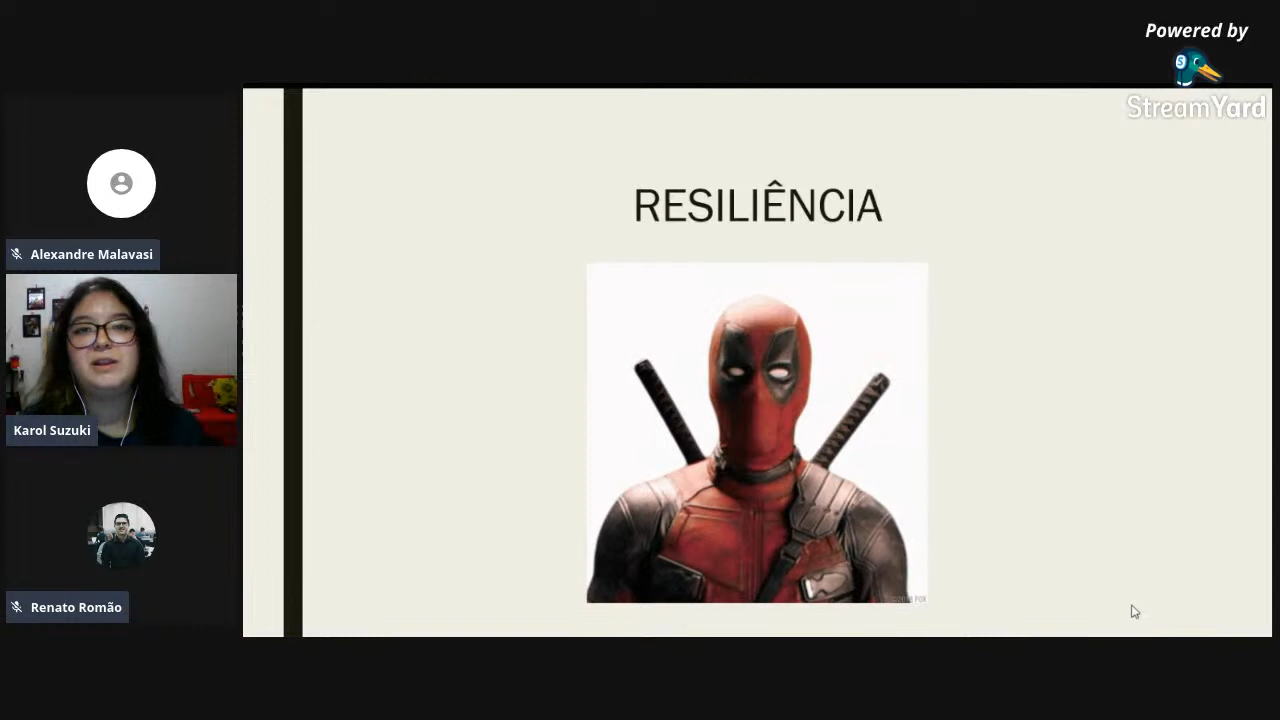 Powered by
StreamYard
Alexandre Malavasi
Karol Suzuki
Renato Romão
RESILIÊNCIA